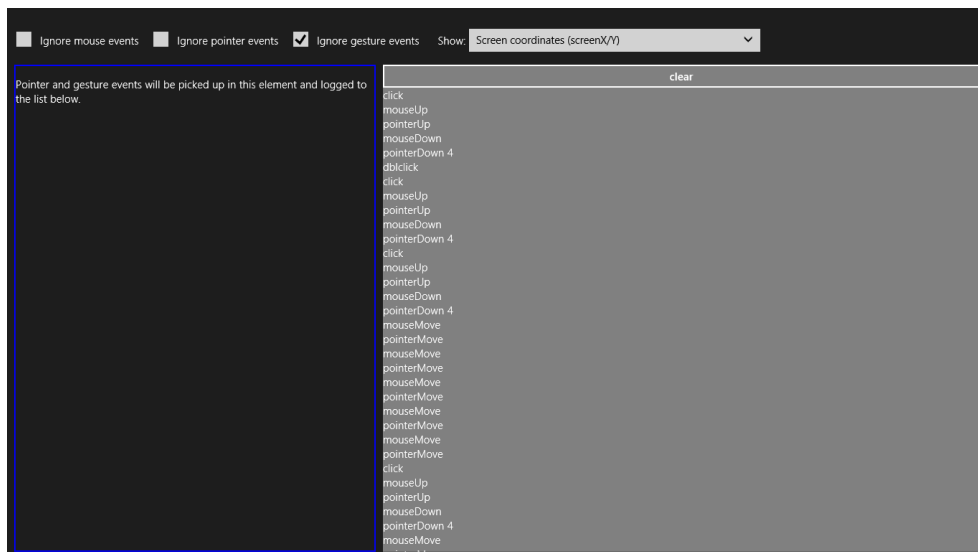 Ignore mouse events Ignore pointer events Ignore gesture events Show: Screen coordinates (screenX/Y)
Pointer and gesture events will be picked up in this element and logged to
the list below.
clear
click
mouseUp
pointerUp
mouseDown
pointerDown 4
dblclick
click
mouseUp
pointerUp
mouseDown
pointerDown 4
click
mouseUp
pointerUp
mouseDown
pointerDown 4
mouseMove
pointerMove
mouseMove
pointerMove
mouseMove
pointerMove
mouseMove
pointerMove
mouseMove
pointerMove
click
mouseUp
pointerUp
mouseDown
pointerDown 4
mouseMove